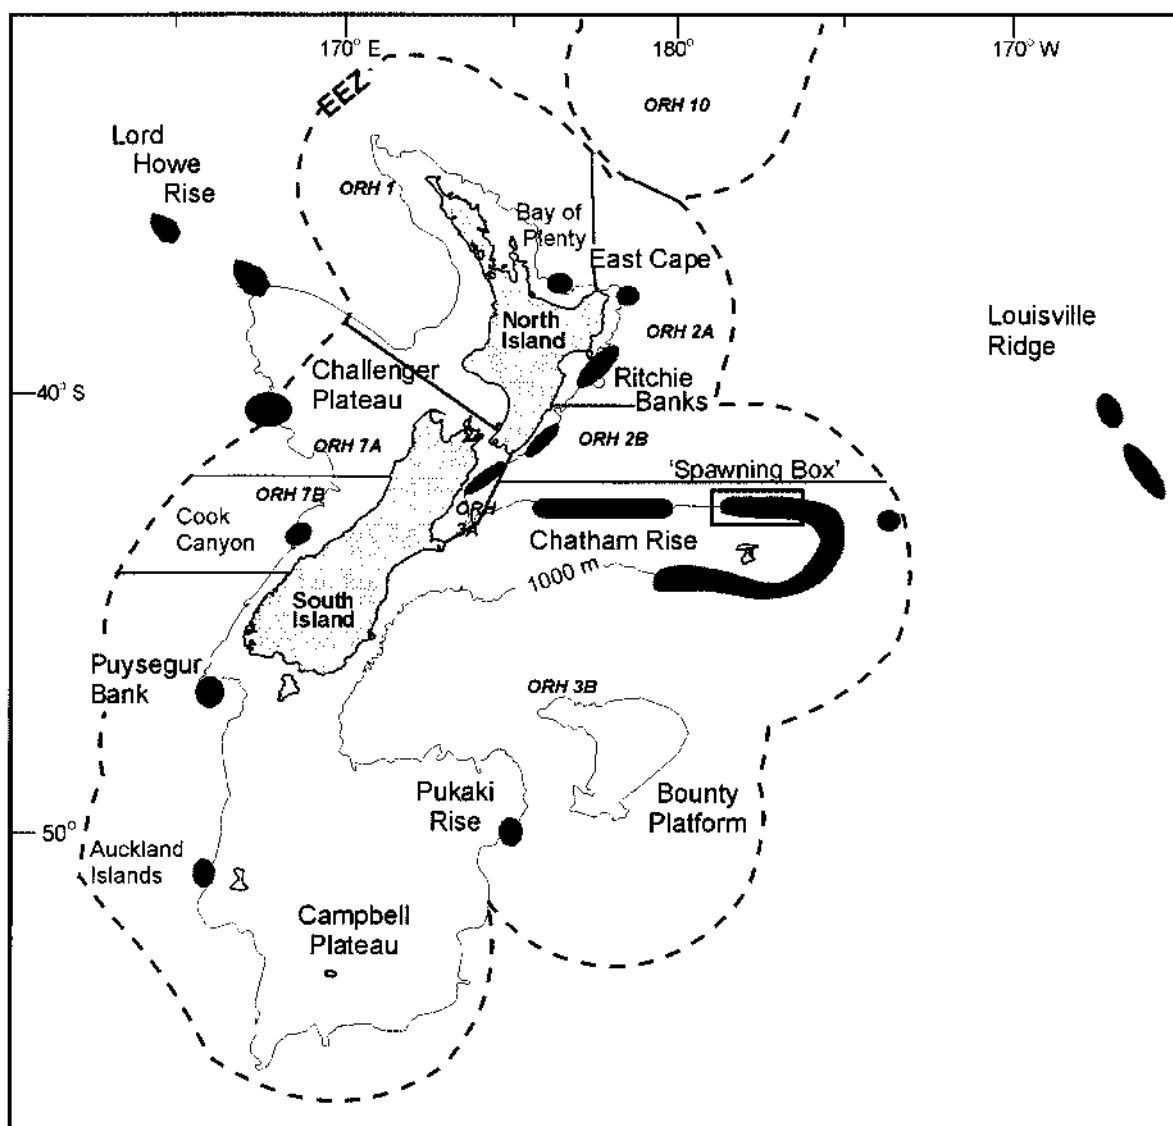 170° E
180°
170° W
EEZ
ORH 10
Lord
Howe
Rise
ORH 1
Bay of
Plenty
East Cape
North
Island
ORH 2A
Louisville
Ridge
Challenger
Plateau
Ritchie
Banks
40° S
ORH 7A
ORH 2B
'Spawning Box'
ORH 7B
ORH
3A
Cook
Canyon
Chatham Rise
1000 m
South
Island
Puysegur
Bank
ORH 3B
Pukaki
Rise
Bounty
Platform
50°
Auckland
Islands
Campbell
Plateau